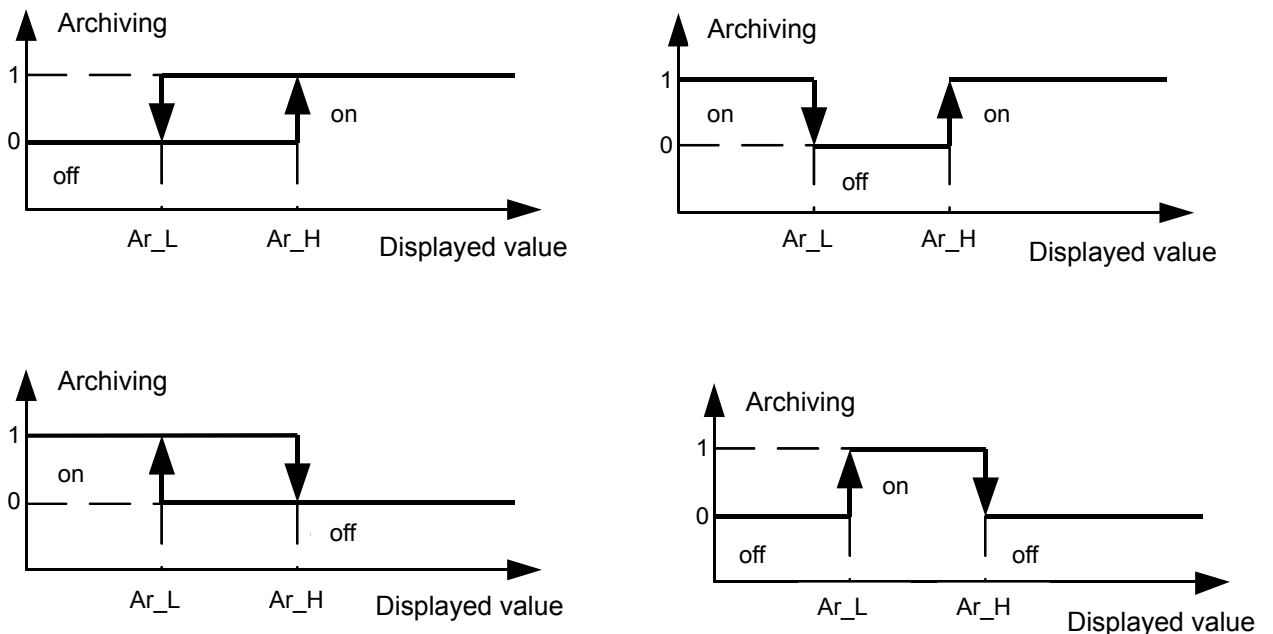 Archiving
1
on
0
off
Ar_L
Ar_H
Displayed value
Archiving
1
on
on
0
off
Ar_L
Ar_H
Displayed value
Archiving
1
on
0
off
Ar_L
Ar_H
Displayed value
Archiving
1
on
0
off
off
Ar_L
Ar_H
Displayed value